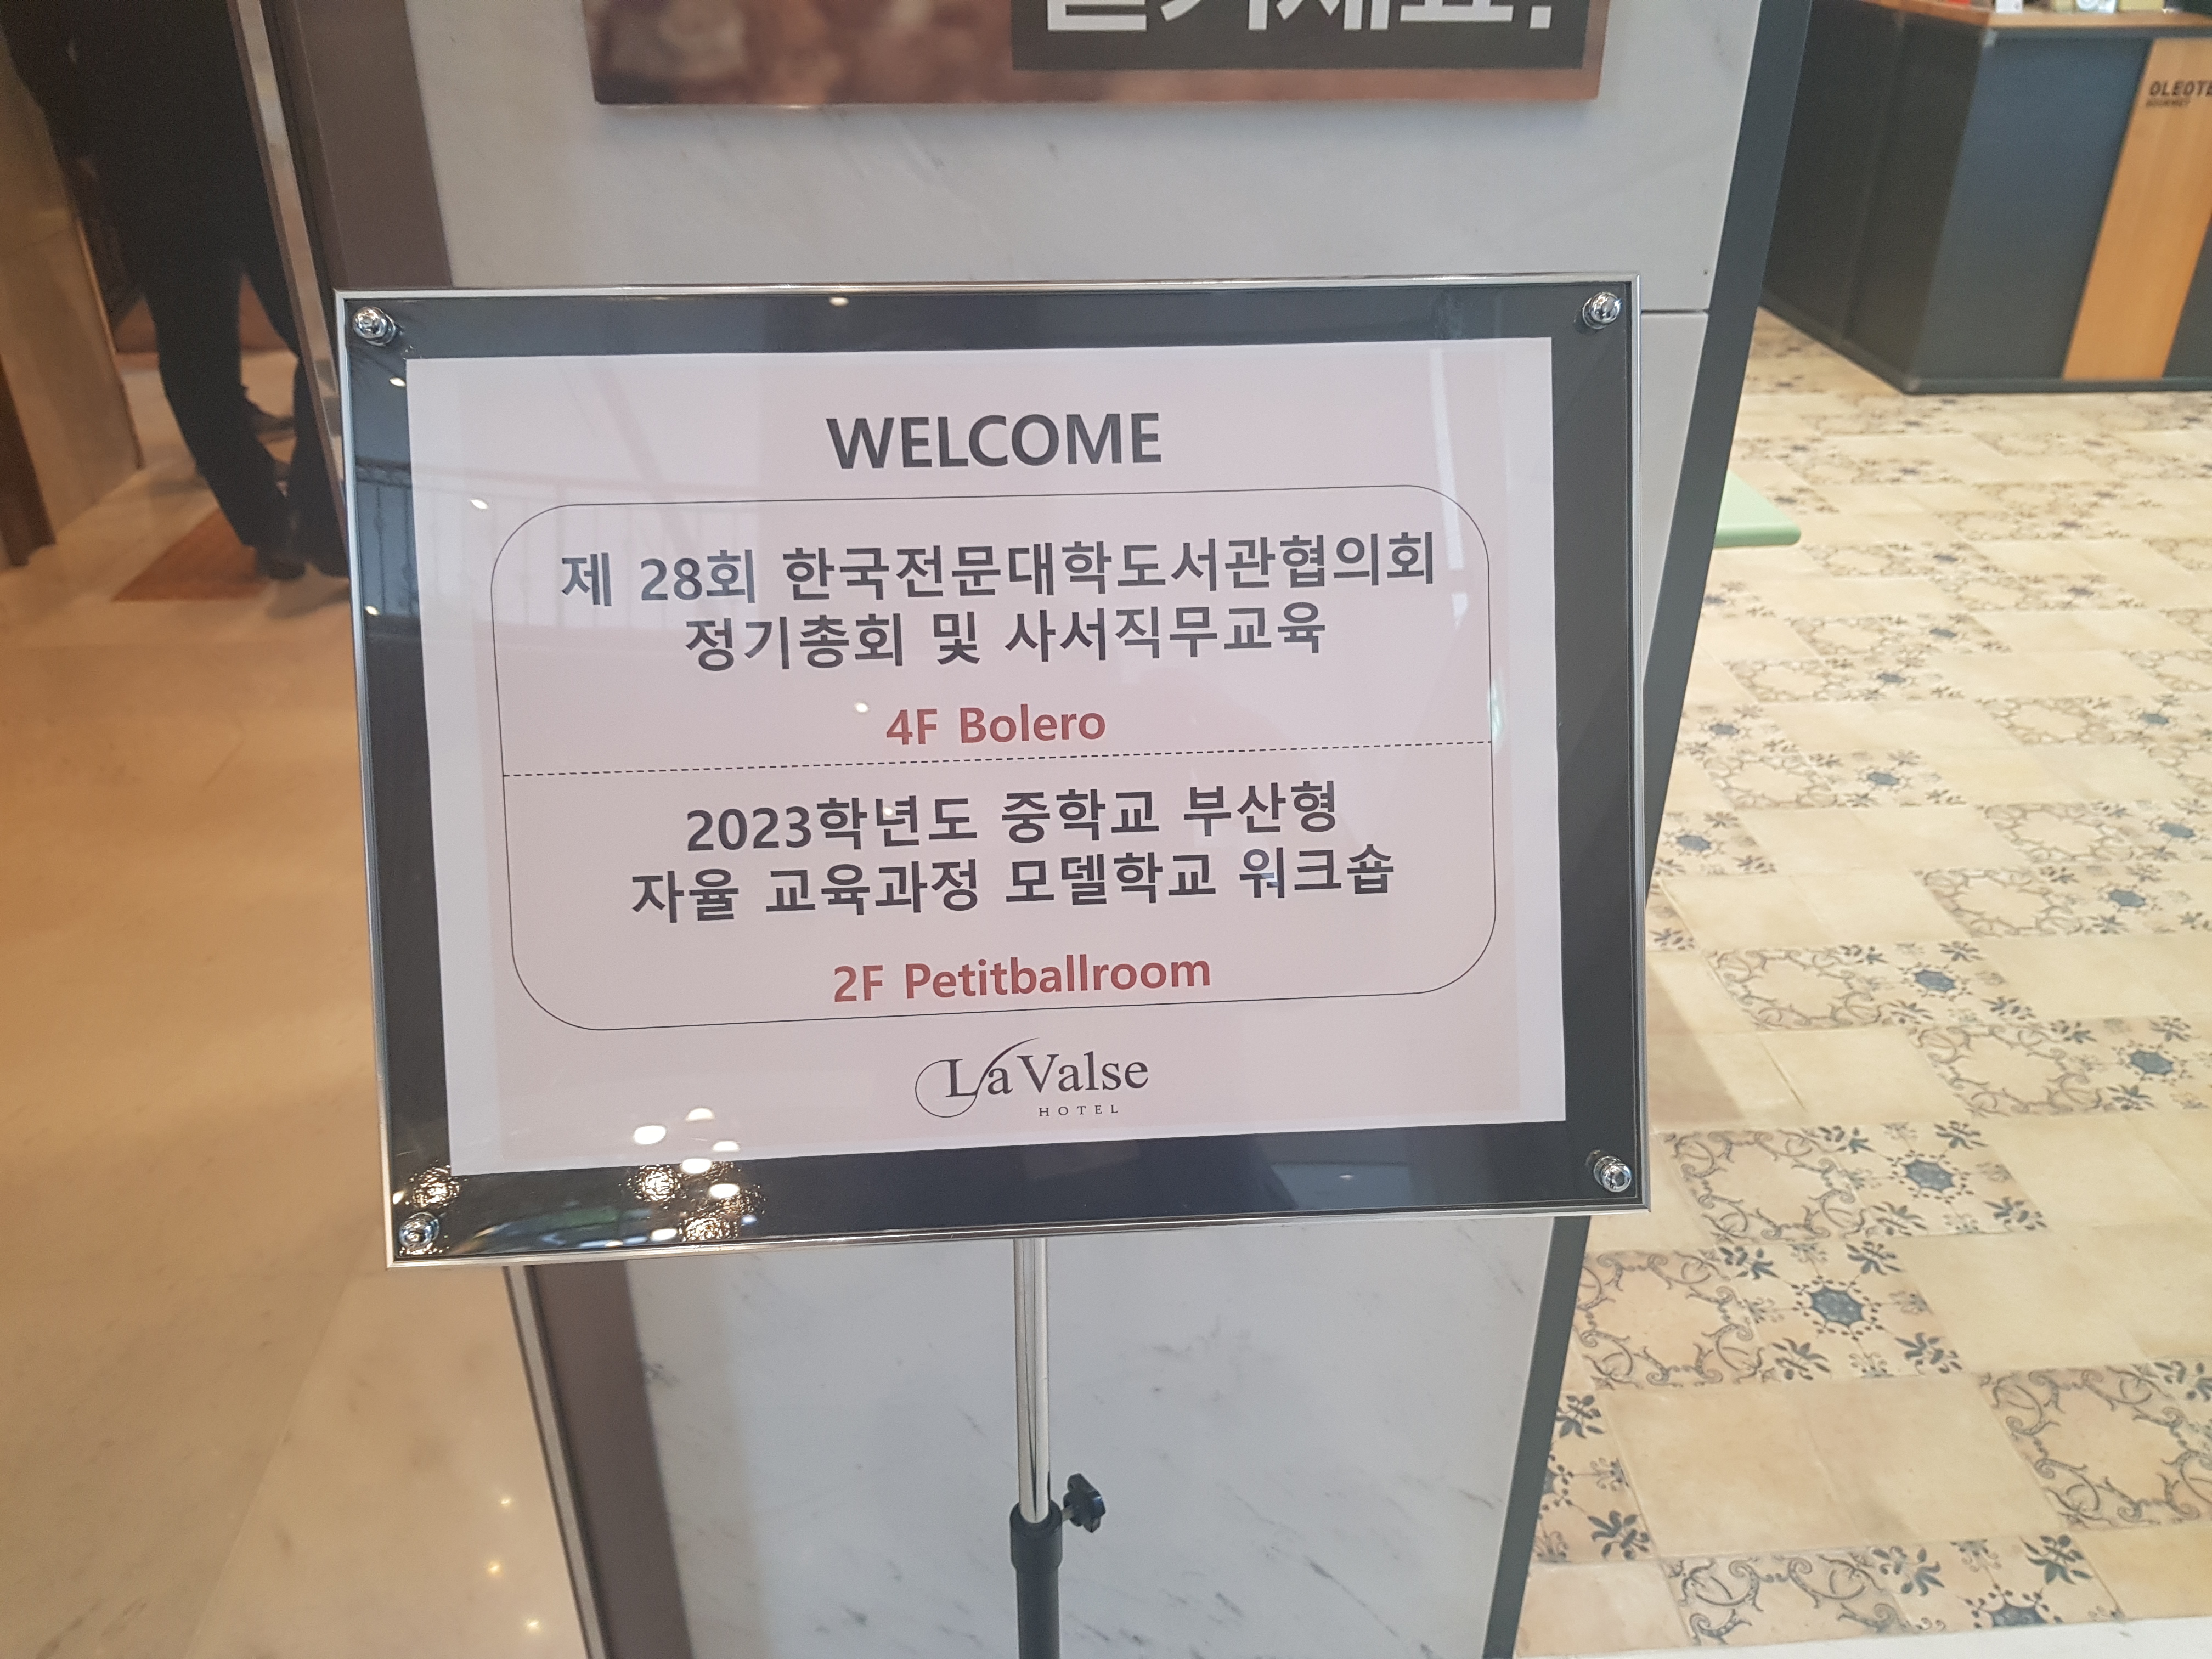 WELCOME
제 28회 한국전문대학도서관협의회
정기총회 및 사서직무교육
4F Bolero
2023학년도 중학교 부산형
자율 교육과정 모델학교 워크숍
2F Petitballroom
La Valse
HOTEL